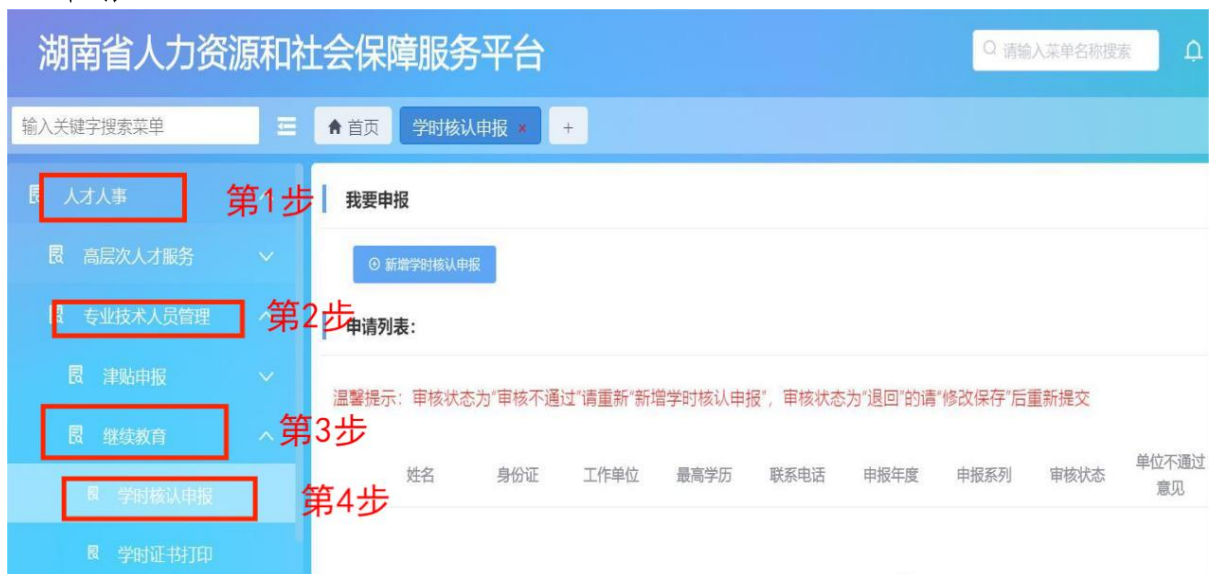 湖南省人力资源和社会保障服务平台
请输入菜单名称搜索
输入关键字搜索菜单
首页
学时核认申报 ×
+
人才人事
第1步
我要申报
高层次人才服务
新增学时核认申报
专业技术人员管理
第2步
申请列表：
津贴申报
温馨提示：审核状态为“审核不通过”请重新“新增学时核认申报”，审核状态为“退回”的请“修改保存”后重新提交
继续教育
第3步
姓名 身份证 工作单位 最高学历 联系电话 申报年度 申报系列 审核状态 单位不通过
意见
学时核认申报
第4步
学时证书打印